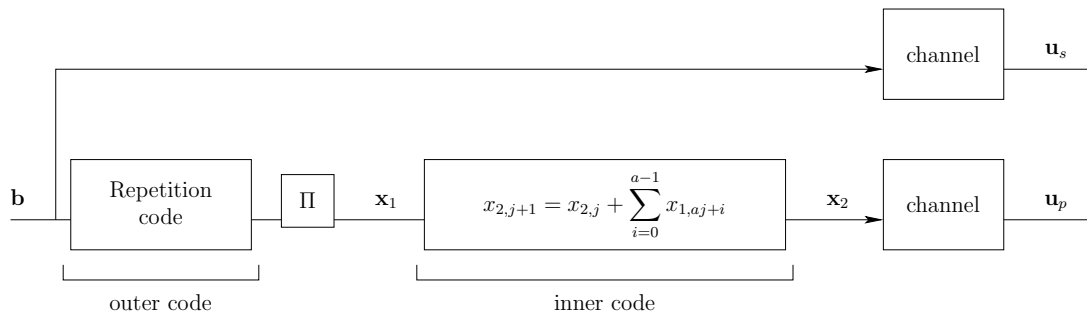 channel
u_s
b
Repetition
code
Π
x_1
x_{2,j+1} = x_{2,j} + \sum_{i=0}^{a-1} x_{1,aj+i}
x_2
channel
u_p
outer code
inner code